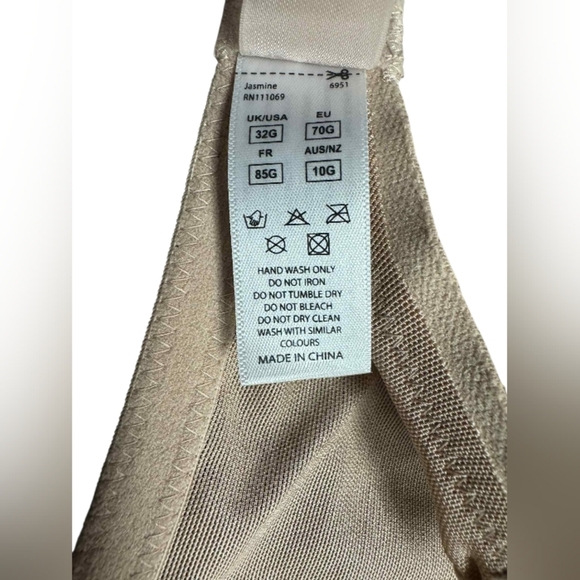 Jasmine 6951
RN111069
UK/USA EU
32G 70G
FR AUS/NZ
85G 10G
HAND WASH ONLY
DO NOT IRON
DO NOT TUMBLE DRY
DO NOT BLEACH
DO NOT DRY CLEAN
WASH WITH SIMILAR
COLOURS
MADE IN CHINA